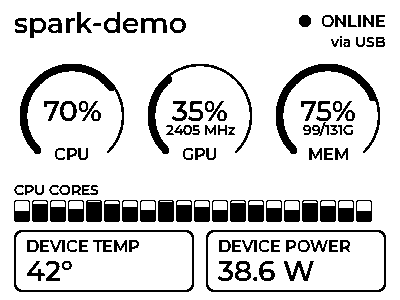 spark-demo
ONLINE
via USB
70%
CPU
35%
2405 MHz
GPU
75%
99/131G
MEM
CPU CORES
DEVICE TEMP
42°
DEVICE POWER
38.6 W